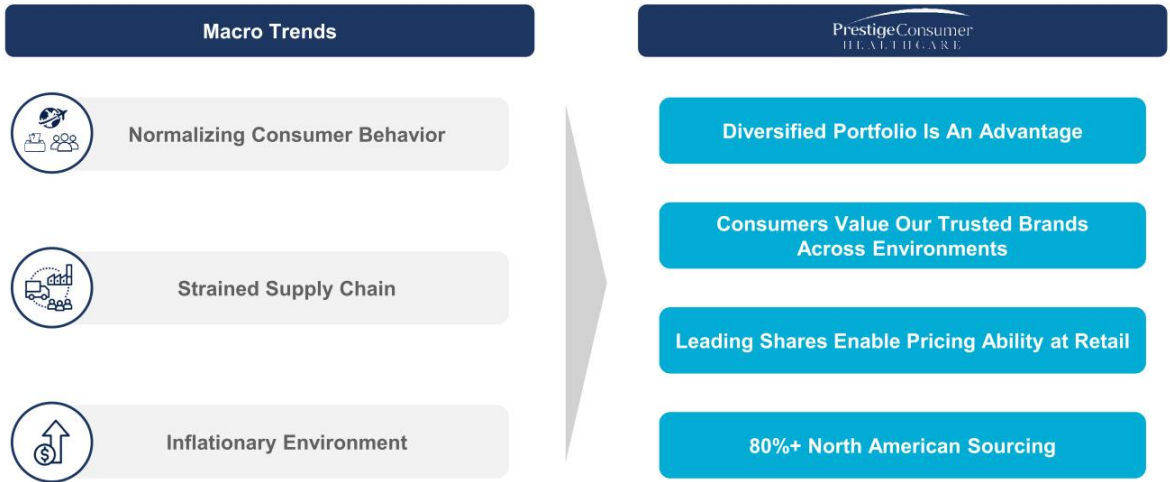 Macro Trends
Normalizing Consumer Behavior
Strained Supply Chain
$
Inflationary Environment
PrestigeConsumer
HEALTHCARE
Diversified Portfolio Is An Advantage
Consumers Value Our Trusted Brands
Across Environments
Leading Shares Enable Pricing Ability at Retail
80%+ North American Sourcing